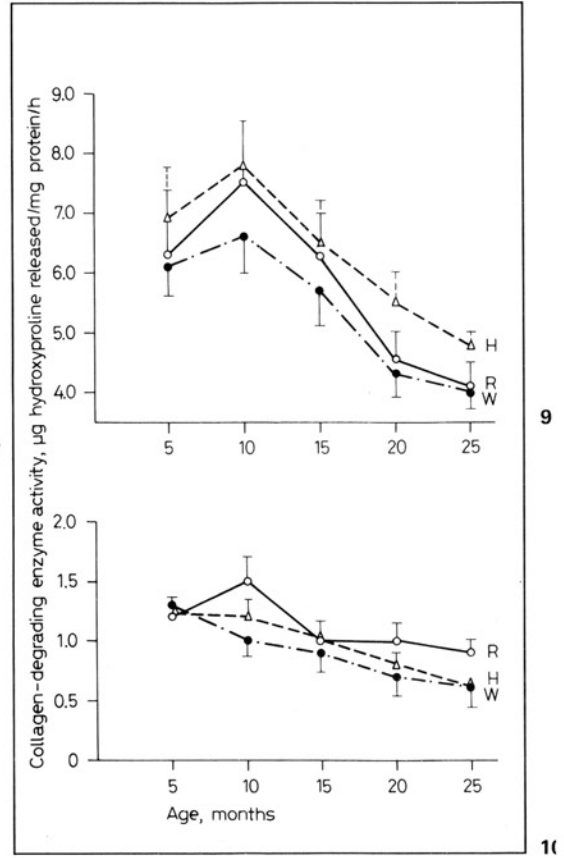 Collagen-degrading enzyme activity, µg hydroxyproline released/mg protein/h
9.0
8.0
7.0
6.0
5.0
4.0
H
R
W
5 10 15 20 25
9
2.0
1.5
1.0
0.5
0
R
H
W
5 10 15 20 25
Age, months